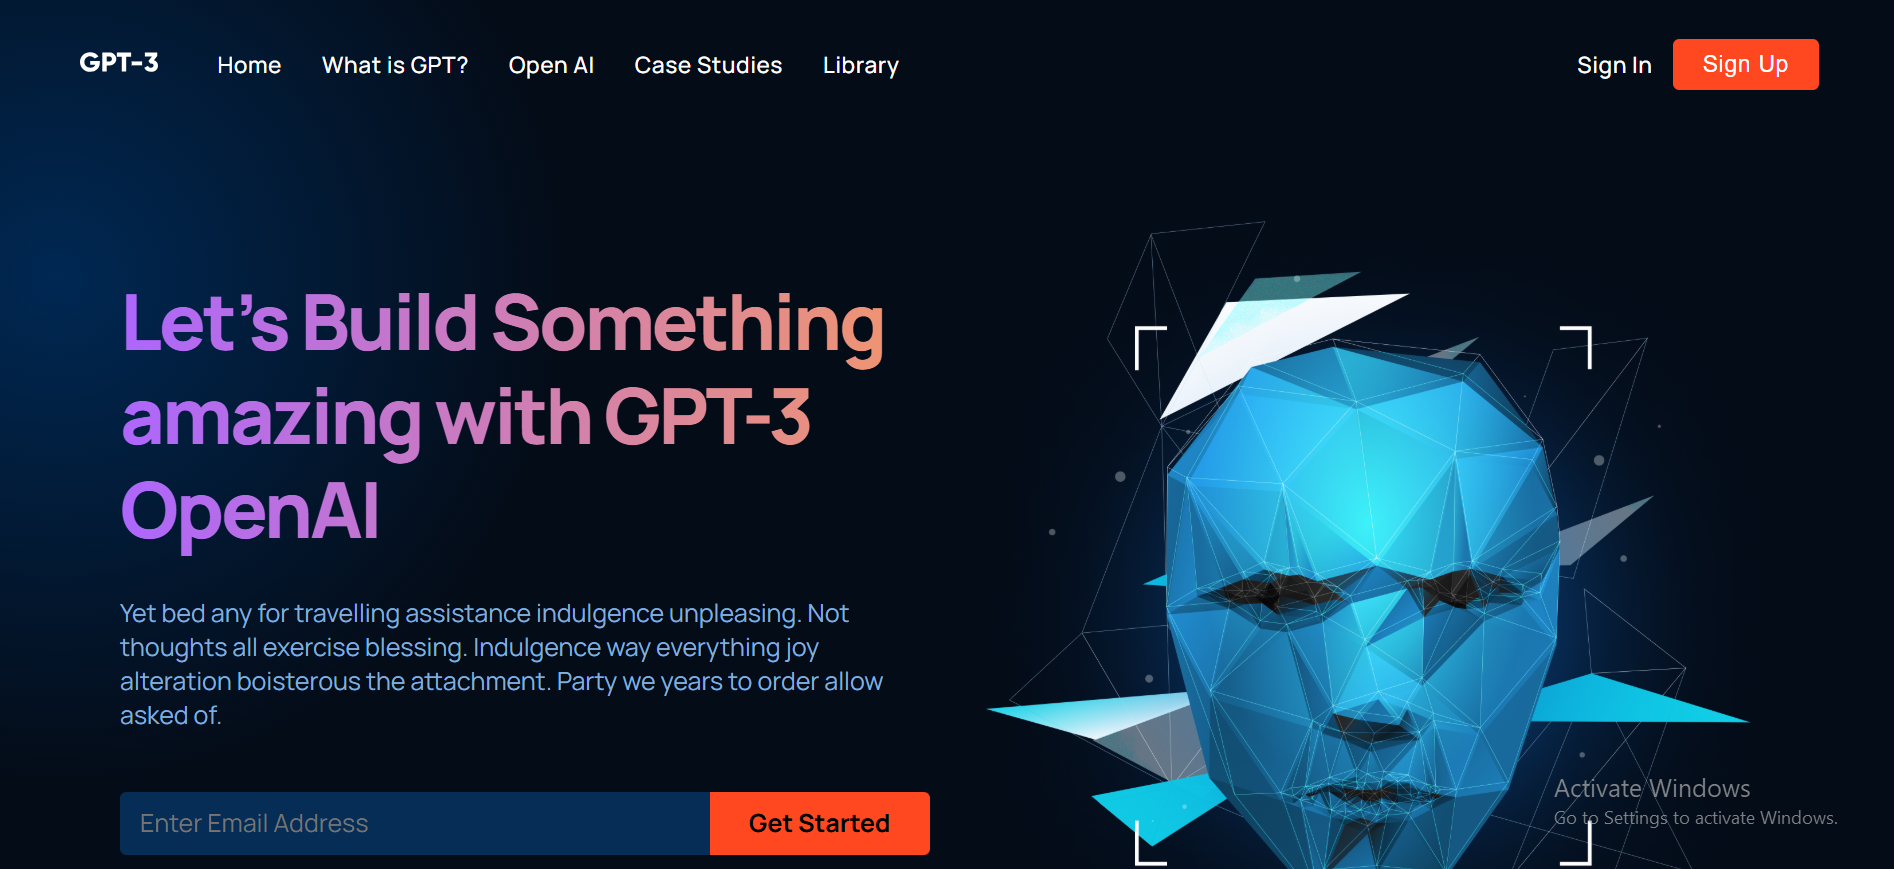 GPT-3 Home What is GPT? Open AI Case Studies Library Sign In Sign Up
Let’s Build Something
amazing with GPT-3
OpenAI
Yet bed any for travelling assistance indulgence unpleasing. Not
thoughts all exercise blessing. Indulgence way everything joy
alteration boisterous the attachment. Party we years to order allow
asked of.
Enter Email Address Get Started
Activate Windows
Go to Settings to activate Windows.